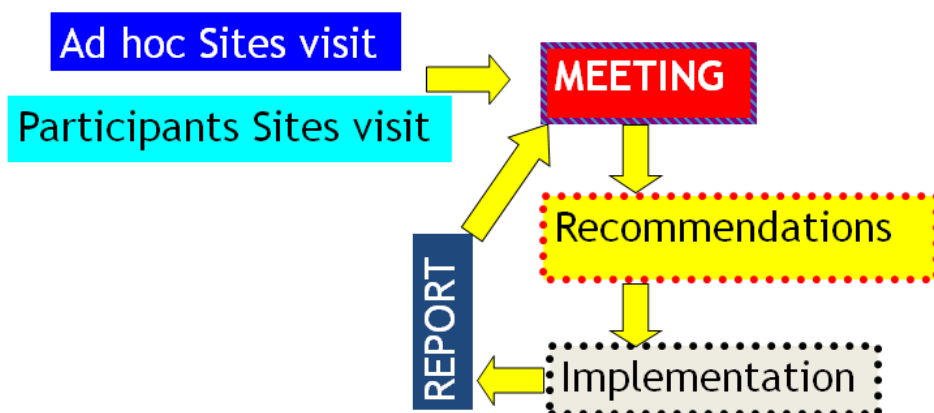 Ad hoc Sites visit
MEETING
Participants Sites visit
Recommendations
REPORT
Implementation